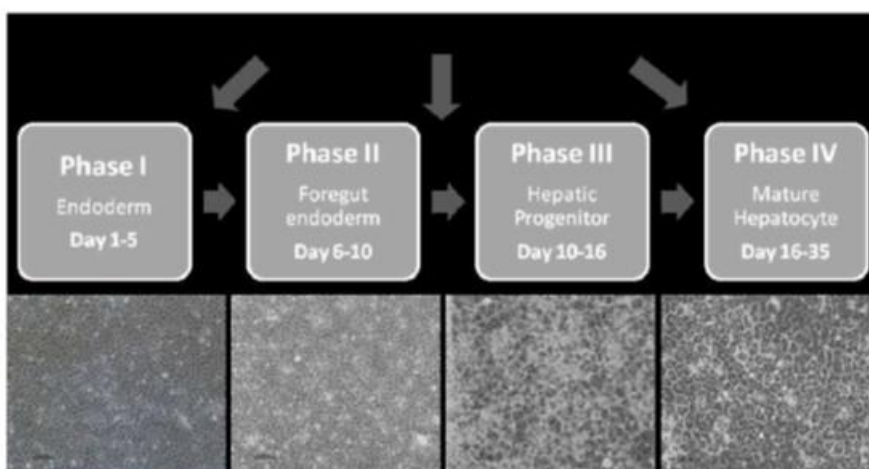 Phase I
Endoderm
Day 1-5
Phase II
Foregut
endoderm
Day 6-10
Phase III
Hepatic
Progenitor
Day 10-16
Phase IV
Mature
Hepatocyte
Day 16-35